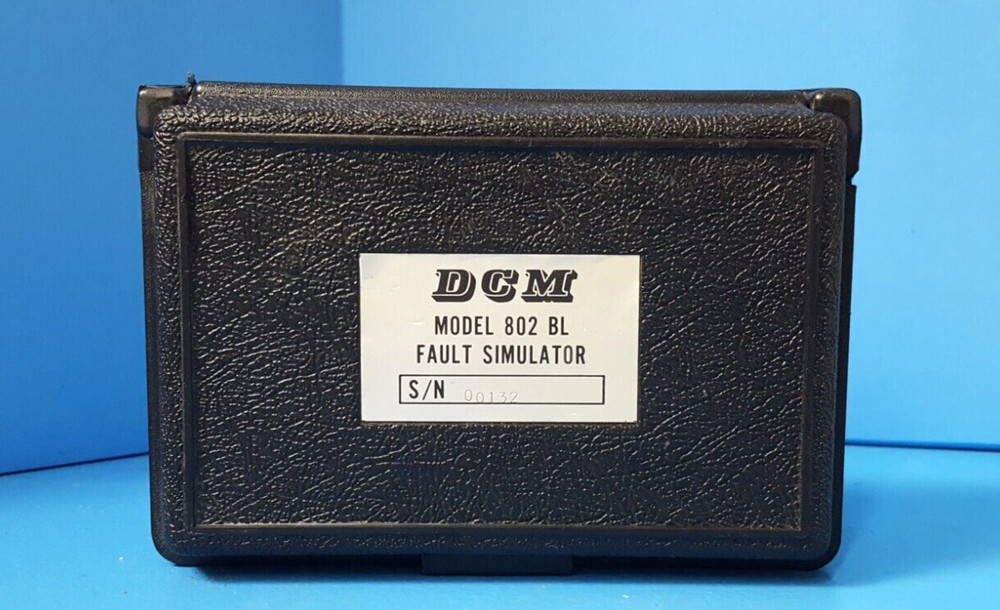 DCM
MODEL 802 BL
FAULT SIMULATOR
S/N 00132